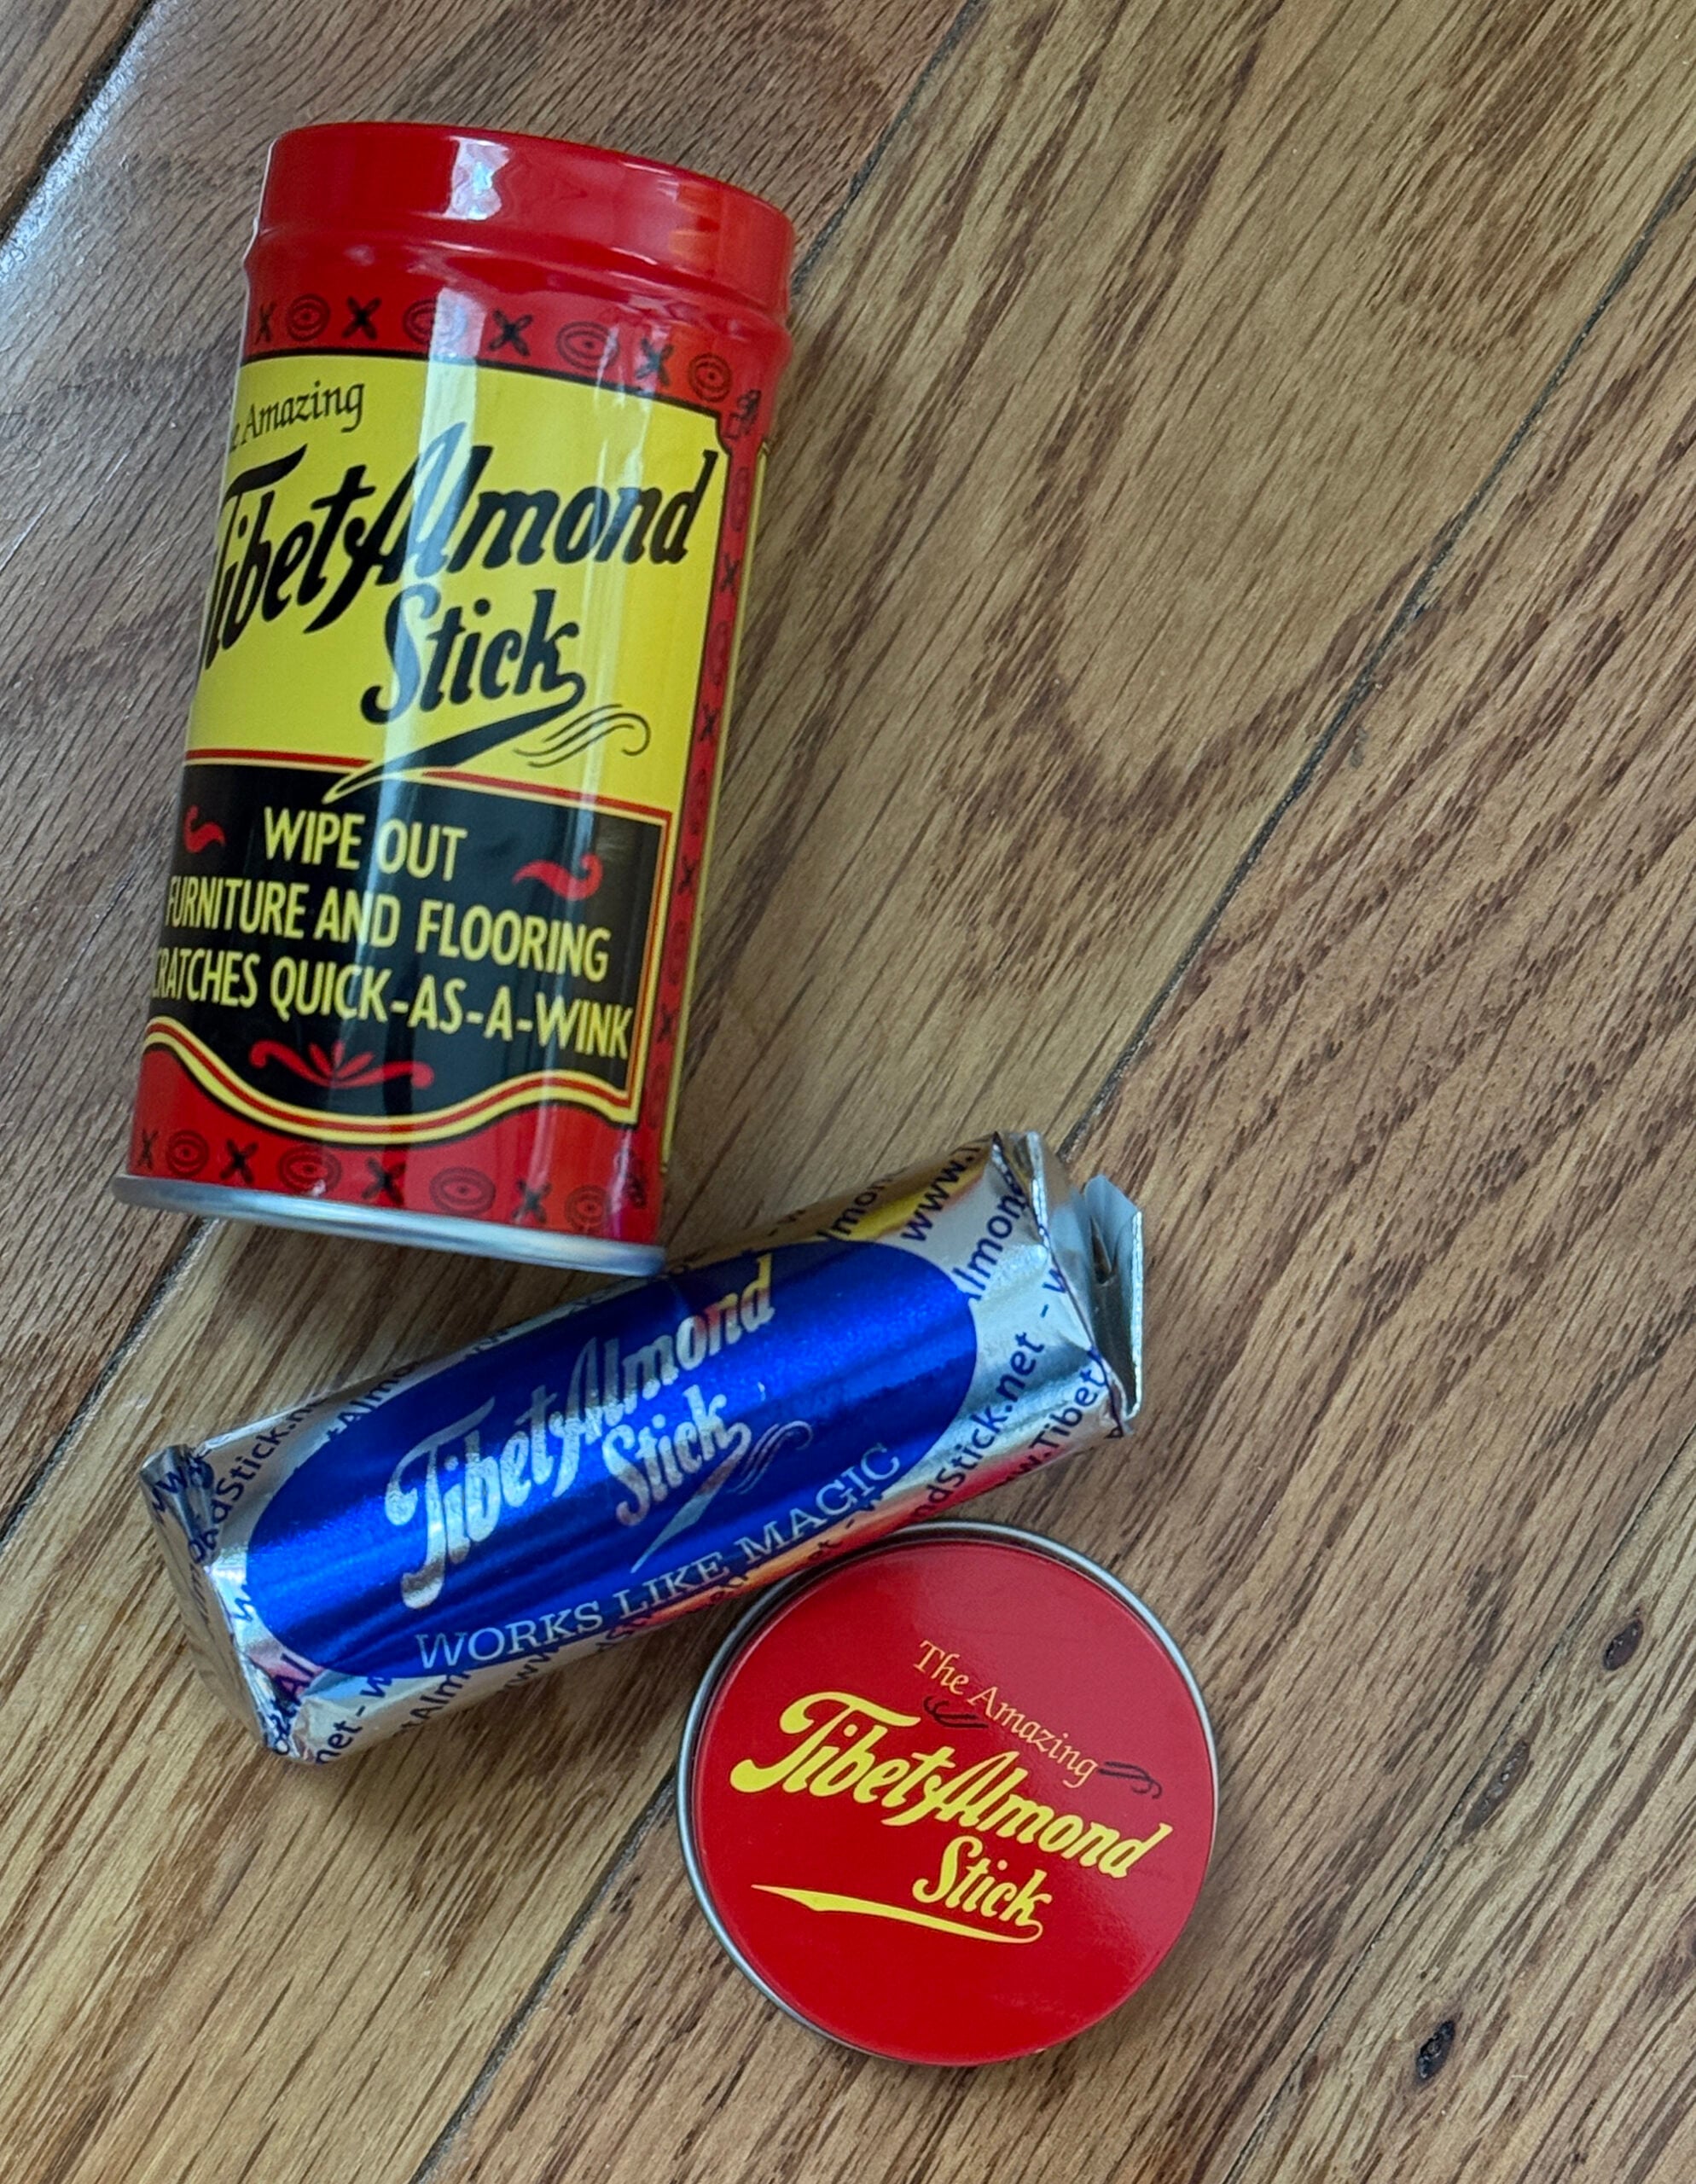 Amazing
Tibet Almond
Stick
WIPE OUT
FURNITURE AND FLOORING
SCRATCHES QUICK-AS-A-WINK
Tibet Almond
Stick
WORKS LIKE MAGIC
The Amazing
Tibet Almond
Stick